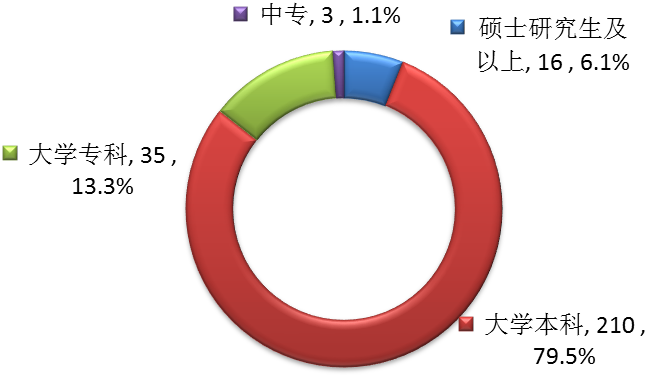 中专, 3 , 1.1%
硕士研究生及
以上, 16 , 6.1%
大学专科, 35 ,
13.3%
大学本科, 210 ,
79.5%